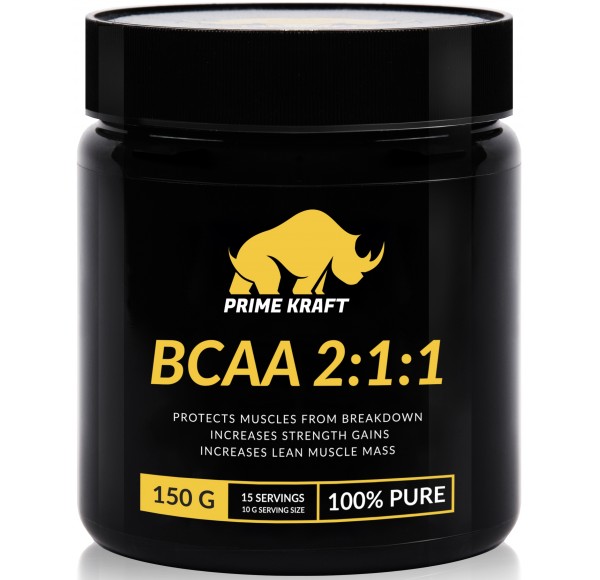 PRIME KRAFT
BCAA 2:1:1
PROTECTS MUSCLES FROM BREAKDOWN
INCREASES STRENGTH GAINS
INCREASES LEAN MUSCLE MASS
150 G
15 SERVINGS
10 G SERVING SIZE
100% PURE